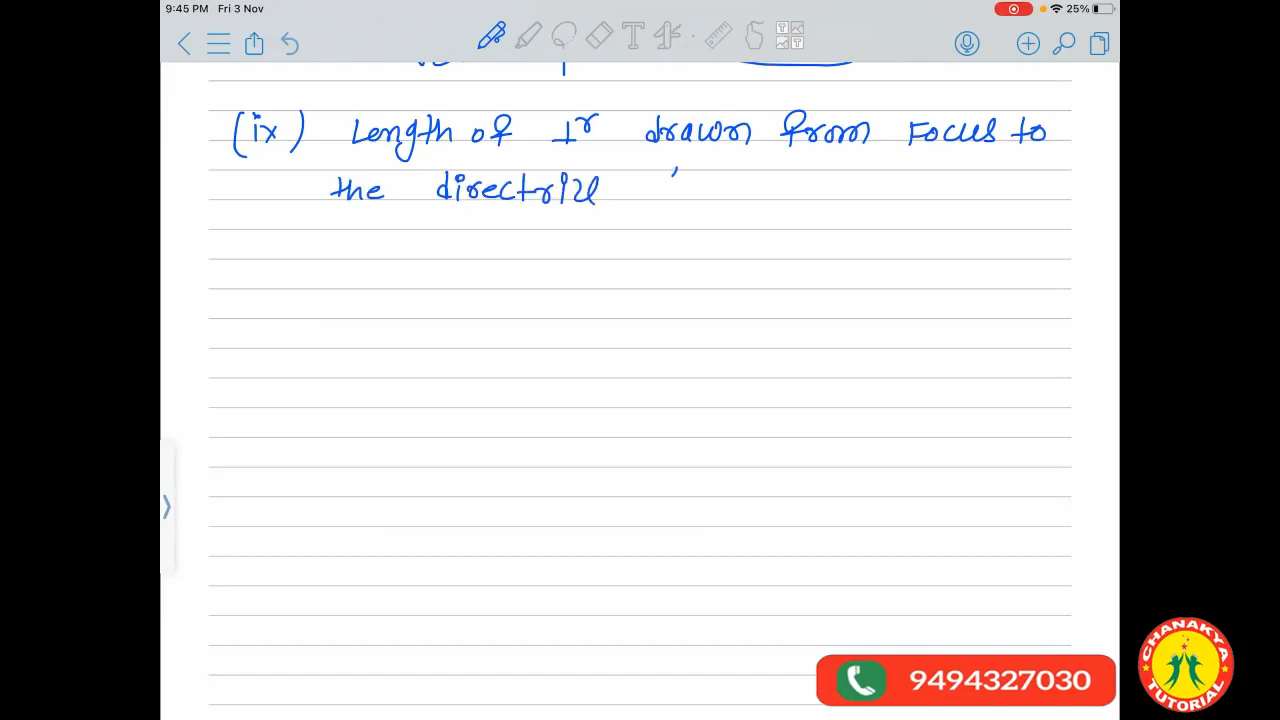 9:45 PM Fri 3 Nov
25%
(ix) Length of ⊥r drawn from Focus to
the directrix
9494327030
CHANAKYA
TUTORIAL